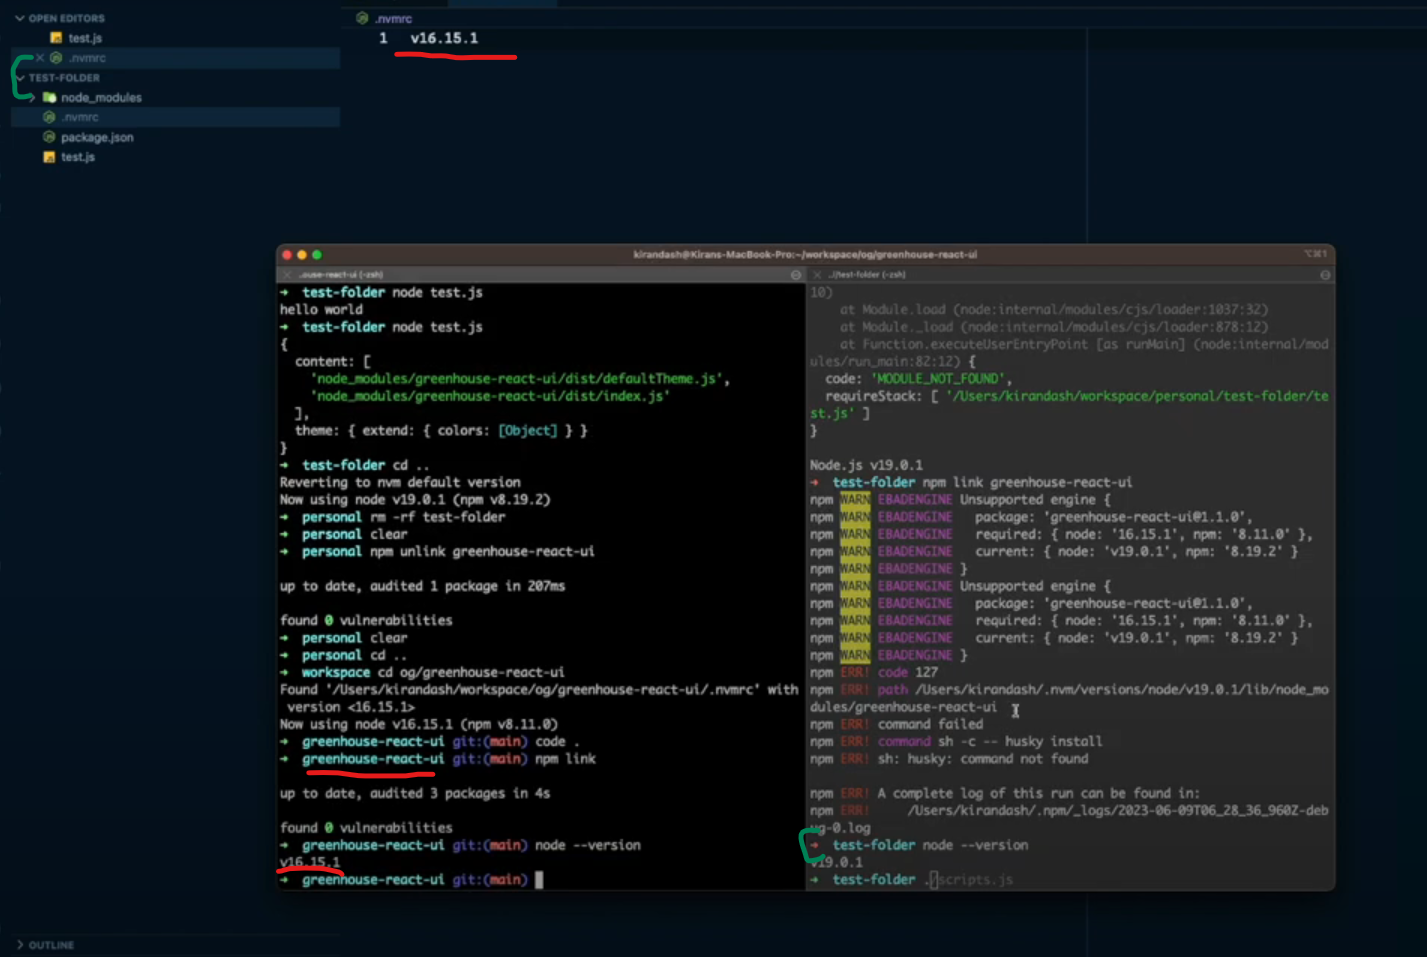 OPEN EDITORS
test.js
.nvmrc
TEST-FOLDER
node_modules
.nvmrc
package.json
test.js
OUTLINE
.nvmrc
1 v16.15.1
kirandash@Kirans-MacBook-Pro:~/workspace/og/greenhouse-react-ui
⌥⌘1
..ouse-react-ui (-zsh)
test-folder node test.js
hello world
test-folder node test.js
{
content: [
'node_modules/greenhouse-react-ui/dist/defaultTheme.js',
'node_modules/greenhouse-react-ui/dist/index.js'
],
theme: { extend: { colors: [Object] } }
}
test-folder cd ..
Reverting to nvm default version
Now using node v19.0.1 (npm v8.19.2)
personal rm -rf test-folder
personal clear
personal npm unlink greenhouse-react-ui
up to date, audited 1 package in 207ms
found 0 vulnerabilities
personal clear
personal cd ..
workspace cd og/greenhouse-react-ui
Found '/Users/kirandash/workspace/og/greenhouse-react-ui/.nvmrc' with
version <16.15.1>
Now using node v16.15.1 (npm v8.11.0)
greenhouse-react-ui git:(main) code .
greenhouse-react-ui git:(main) npm link
up to date, audited 3 packages in 4s
found 0 vulnerabilities
greenhouse-react-ui git:(main) node --version
v16.15.1
greenhouse-react-ui git:(main)
../test-folder (-zsh)
10)
at Module.load (node:internal/modules/cjs/loader:1037:32)
at Module._load (node:internal/modules/cjs/loader:878:12)
at Function.executeUserEntryPoint [as runMain] (node:internal/mod
ules/run_main:82:12) {
code: 'MODULE_NOT_FOUND',
requireStack: [ '/Users/kirandash/workspace/personal/test-folder/te
st.js' ]
}
Node.js v19.0.1
test-folder npm link greenhouse-react-ui
npm WARN EBADENGINE Unsupported engine {
npm WARN EBADENGINE package: 'greenhouse-react-ui@1.1.0',
npm WARN EBADENGINE required: { node: '16.15.1', npm: '8.11.0' },
npm WARN EBADENGINE current: { node: 'v19.0.1', npm: '8.19.2' }
npm WARN EBADENGINE }
npm WARN EBADENGINE Unsupported engine {
npm WARN EBADENGINE package: 'greenhouse-react-ui@1.1.0',
npm WARN EBADENGINE required: { node: '16.15.1', npm: '8.11.0' },
npm WARN EBADENGINE current: { node: 'v19.0.1', npm: '8.19.2' }
npm WARN EBADENGINE }
npm ERR! code 127
npm ERR! path /Users/kirandash/.nvm/versions/node/v19.0.1/lib/node_mo
dules/greenhouse-react-ui
npm ERR! command failed
npm ERR! command sh -c -- husky install
npm ERR! sh: husky: command not found
npm ERR! A complete log of this run can be found in:
npm ERR! /Users/kirandash/.npm/_logs/2023-06-09T06_28_36_960Z-deb
ug-0.log
test-folder node --version
v19.0.1
test-folder ./scripts.js